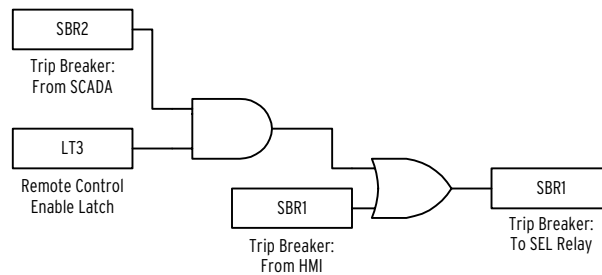 SBR2
Trip Breaker:
From SCADA
LT3
Remote Control
Enable Latch
SBR1
Trip Breaker:
From HMI
SBR1
Trip Breaker:
To SEL Relay